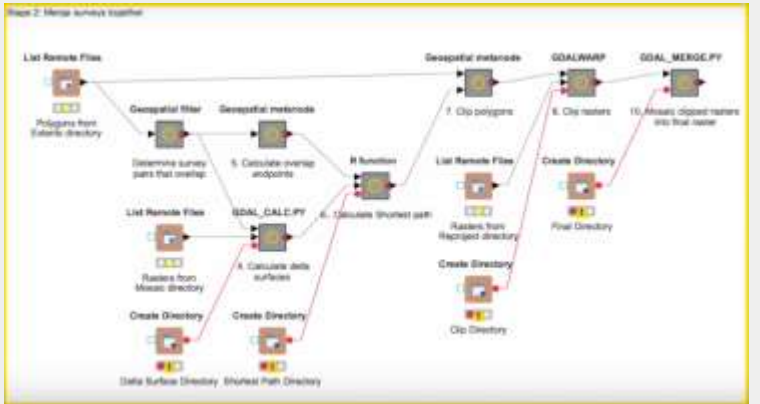 Stage 2: Merge surveys together
List Remote Files
Polygons from
Extents directory
Geospatial filter
Determine survey
pairs that overlap
Geospatial metanode
5. Calculate overlap
endpoints
List Remote Files
Rasters from
Mosaic directory
GDAL_CALC.PY
4. Calculate delta
surfaces
R function
6. Calculate Shortest path
Create Directory
Delta Surface Directory
Create Directory
Shortest Path Directory
Geospatial metanode
7. Clip polygons
GDALWARP
Clip rasters
GDAL_MERGE.PY
10. Mosaic clipped rasters
into final raster
List Remote Files
Rasters from
Reproject directory
Create Directory
Final Directory
Create Directory
Clip Directory